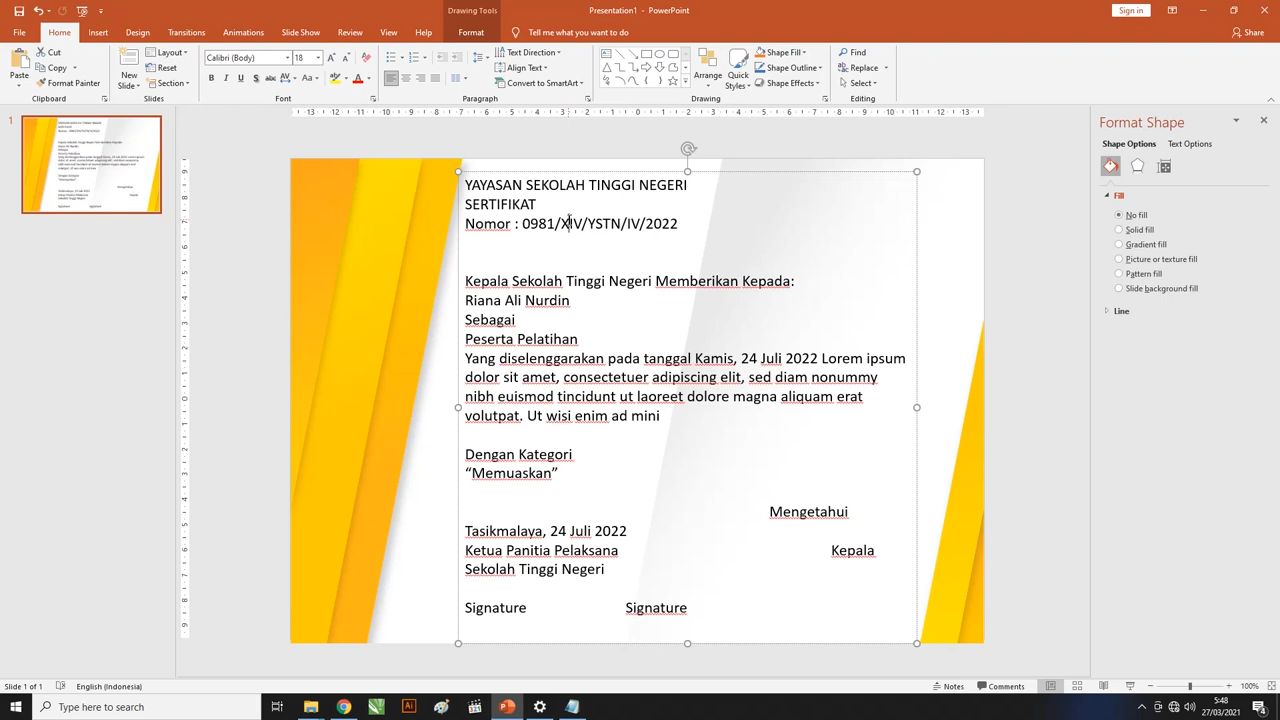 Drawing Tools
Presentation1 - PowerPoint
Sign in
File Home Insert Design Transitions Animations Slide Show Review View Help Format Tell me what you want to do
Share
Paste
Cut
Copy
Format Painter
Clipboard
New Slide
Layout
Reset
Section
Slides
Calibri (Body) 18
Font
Text Direction
Align Text
Convert to SmartArt
Paragraph
Arrange
Quick Styles
Shape Fill
Shape Outline
Shape Effects
Drawing
Find
Replace
Select
Editing
1
YAYASAN SEKOLAH TINGGI NEGERI
SERTIFIKAT
Nomor : 0981/XIV/YSTN/IV/2022
Kepala Sekolah Tinggi Negeri Memberikan Kepada:
Riana Ali Nurdin
Sebagai
Peserta Pelatihan
Yang diselenggarakan pada tanggal Kamis, 24 Juli 2022 Lorem ipsum
dolor sit amet, consectetuer adipiscing elit, sed diam nonummy
nibh euismod tincidunt ut laoreet dolore magna aliquam erat
volutpat. Ut wisi enim ad mini
Dengan Kategori
“Memuaskan”
Mengetahui
Tasikmalaya, 24 Juli 2022
Ketua Panitia Pelaksana Kepala
Sekolah Tinggi Negeri
Signature Signature
Format Shape
Shape Options Text Options
Fill
No fill
Solid fill
Gradient fill
Picture or texture fill
Pattern fill
Slide background fill
Line
Slide 1 of 1 English (Indonesia)
Notes Comments 100%
Type here to search
5:48
27/03/2021